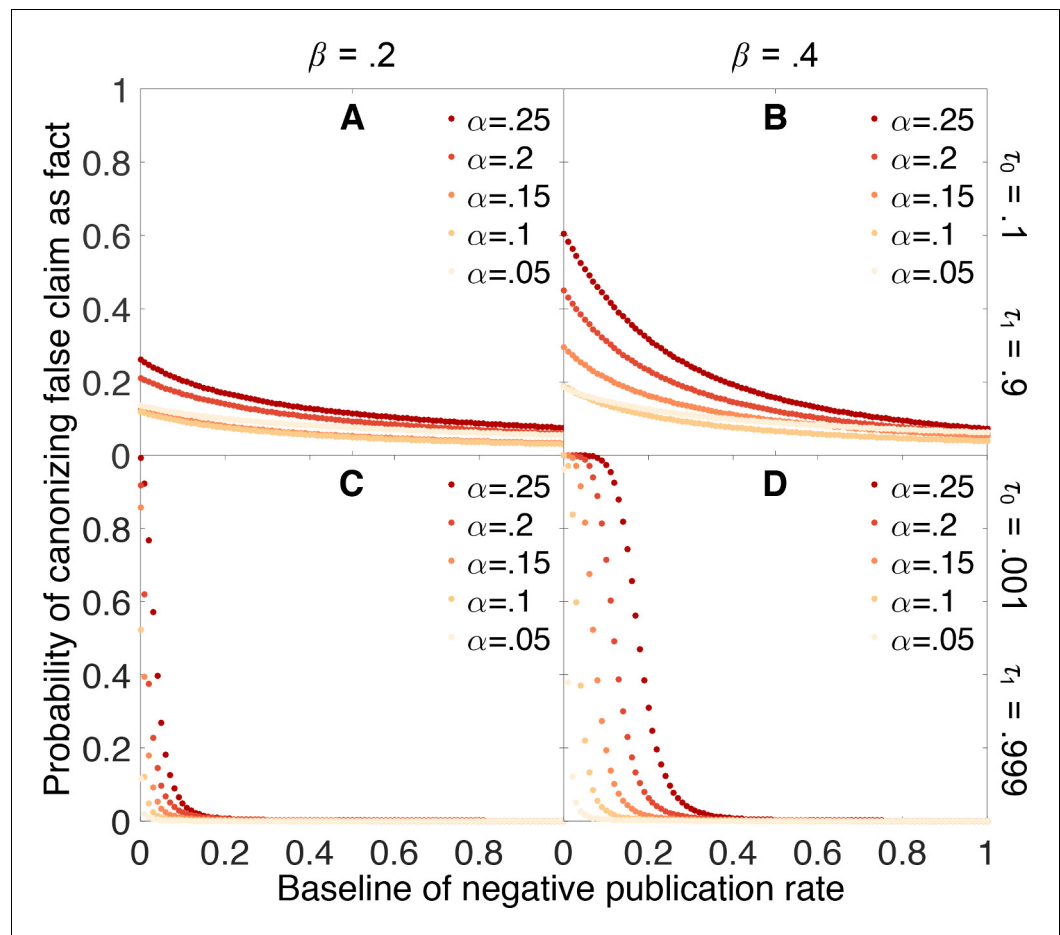 β = .2
β = .4
Probability of canonizing false claim as fact
1
0.8
0.6
0.4
0.2
0
A
α=.25
α=.2
α=.15
α=.1
α=.05
B
α=.25
α=.2
α=.15
α=.1
α=.05
τ₀ = .1 τ₁ = .9
0.8
0.6
0.4
0.2
0
C
α=.25
α=.2
α=.15
α=.1
α=.05
D
α=.25
α=.2
α=.15
α=.1
α=.05
τ₀ = .001 τ₁ = .999
0 0.2 0.4 0.6 0.8 0 0.2 0.4 0.6 0.8 1
Baseline of negative publication rate